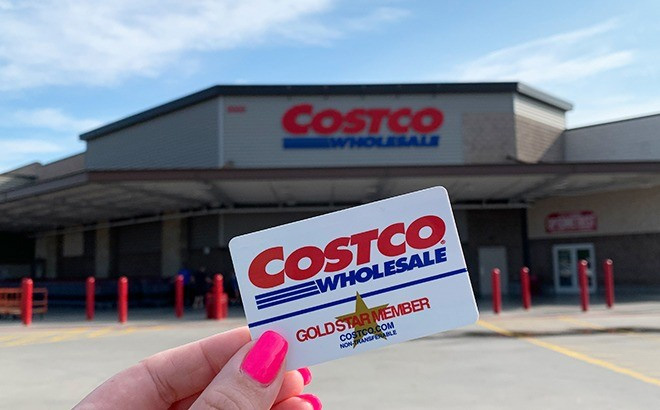 COSTCO
WHOLESALE
COSTCO®
WHOLESALE
GOLD STAR MEMBER
COSTCO.COM
NON-TRANSFERABLE